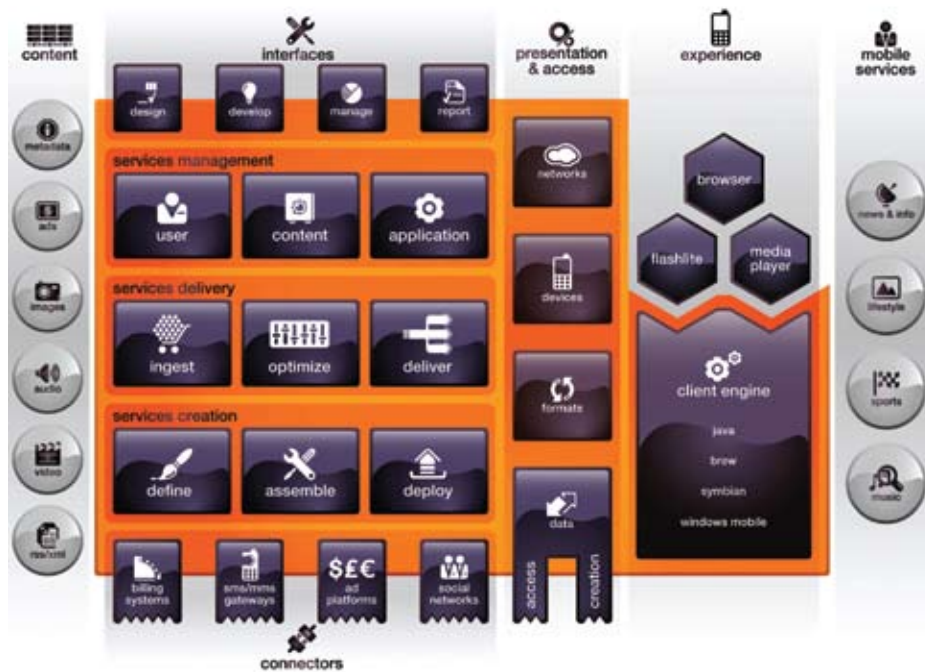 content
interfaces
presentation
& access
experience
mobile
services
design
develop
manage
report
metadata
ads
images
audio
video
rss/xml
services management
user
content
application
services delivery
ingest
optimize
deliver
services creation
define
assemble
deploy
billing
systems
sms/mms
gateways
$£€
ad
platforms
social
networks
connectors
networks
devices
formats
data
access
creation
browser
flashlite
media
player
client engine
java
brew
symbian
windows mobile
news & info
lifestyle
sports
music